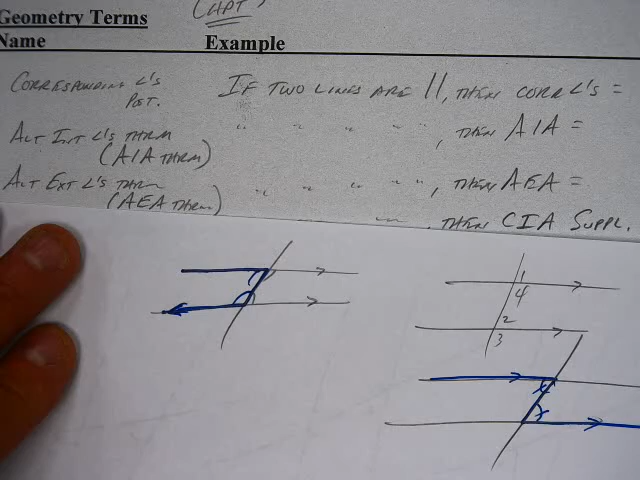 (CHPT)
Geometry Terms
Name Example
CORRESPONDING L'S POST. IF TWO LINES ARE ||, THEN CORR L'S =
ALT INT L'S THRM (AIA THRM) " " " " ", THEN AIA =
ALT EXT L'S THRM (AEA THRM) " " " " ", THEN AEA =
, THEN CIA SUPPL.
1
4
2
3
x
x